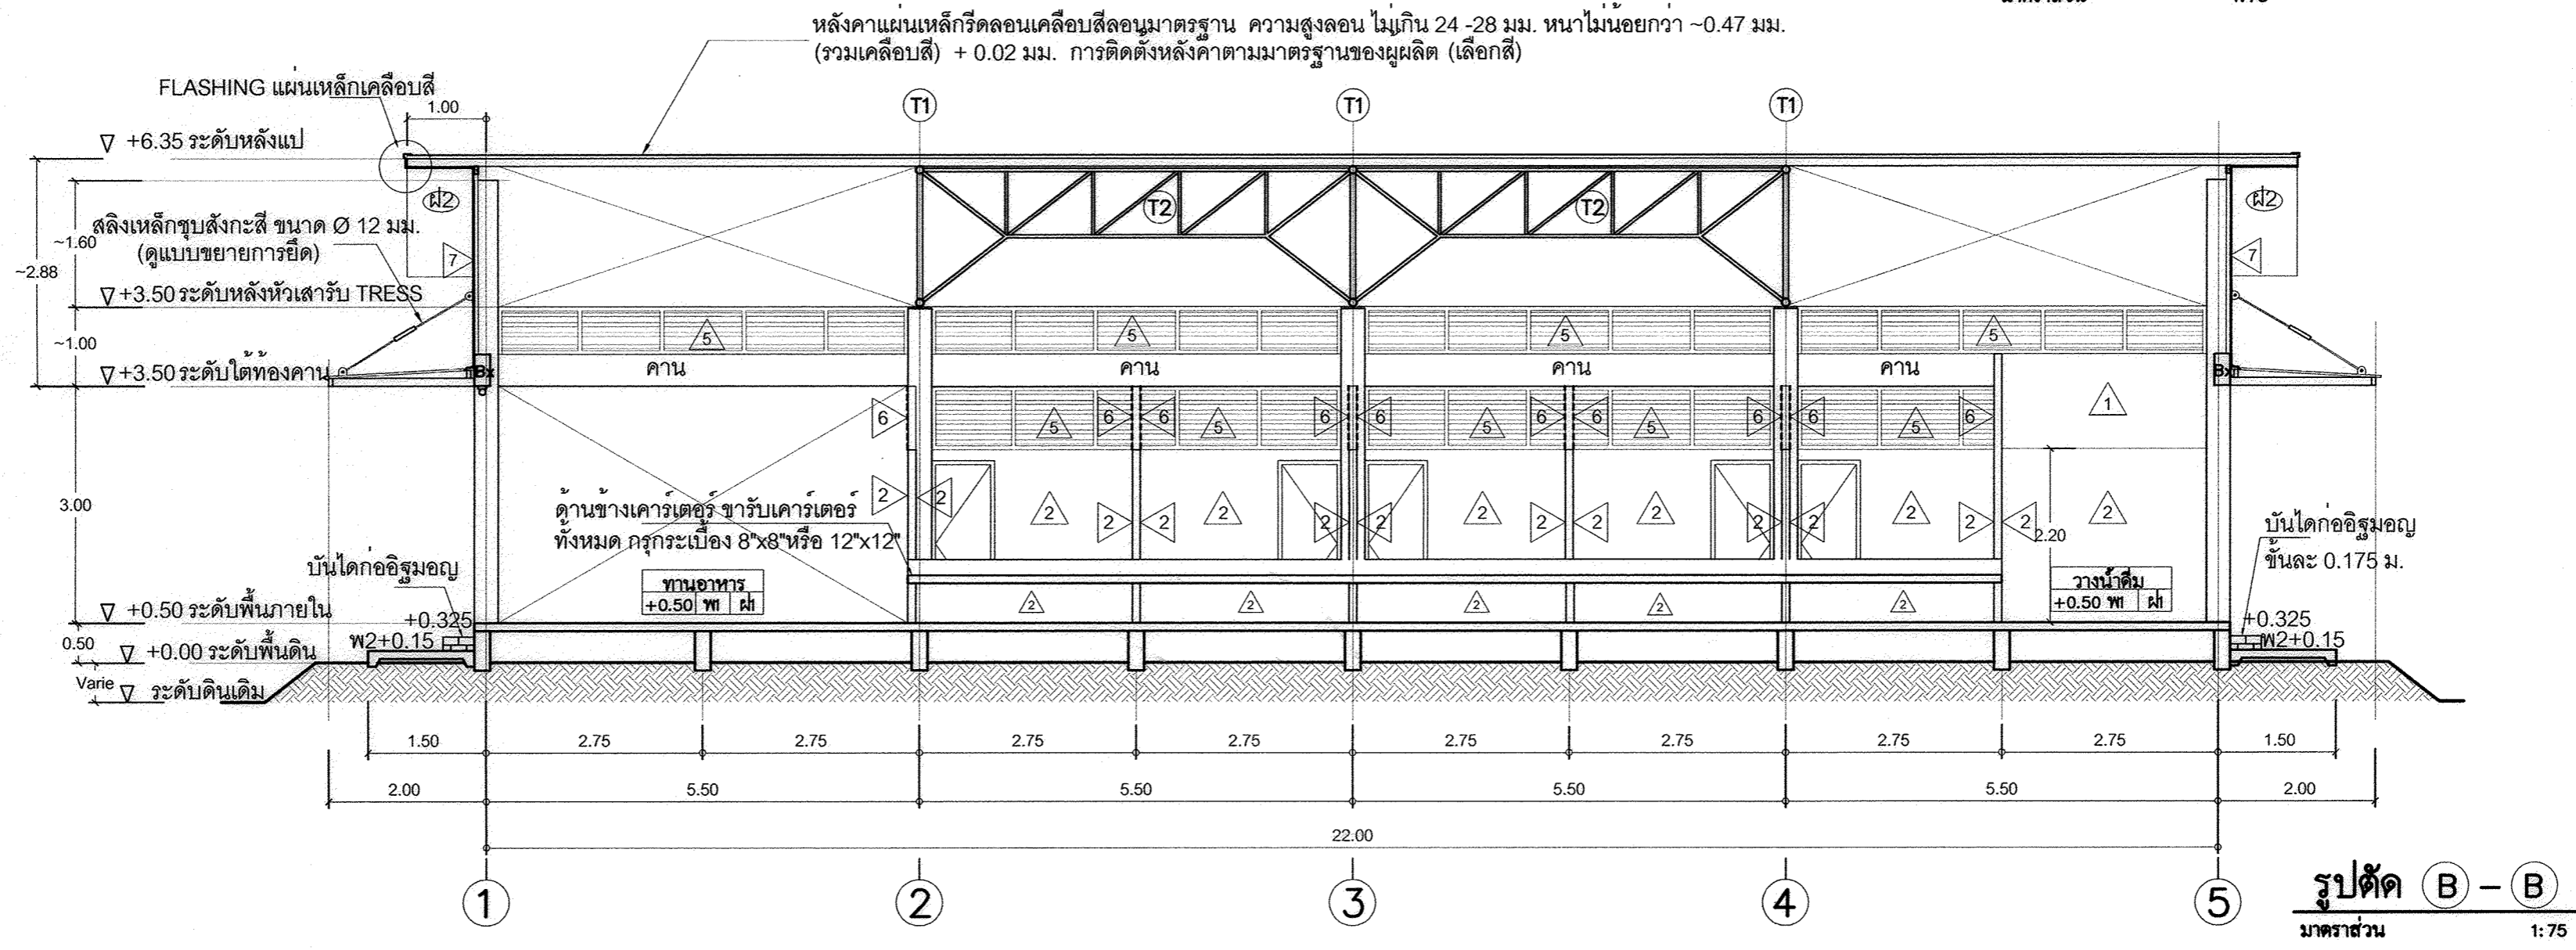 หลังคาแผ่นเหล็กรีดลอนเคลือบสีลอนมาตรฐาน ความสูงลอน ไม่เกิน 24 -28 มม. หนาไม่น้อยกว่า ~0.47 มม.
(รวมเคลือบสี) + 0.02 มม. การติดตั้งหลังคาตามมาตรฐานของผู้ผลิต (เลือกสี)
FLASHING แผ่นเหล็กเคลือบสี
1.00
T1 T1 T1
+6.35 ระดับหลังแป
ฝ2 T2 T2 ฝ2
สลิงเหล็กชุบสังกะสี ขนาด Ø 12 มม.
(ดูแบบขยายการยึด)
~1.60
~2.88
7 7
+3.50 ระดับหลังหัวเสารับ TRESS
5 5 5 5
~1.00
+3.50 ระดับใต้ท้องคาน
Bx คาน คาน คาน Bx
6 5 6 6 5 6 6 5 6 6 5 6 6 5 6 1
3.00
2 2 2 2 2 2 2 2 2 2 2 2 2 2 2 2 2 2
ด้านข้างเคาร์เตอร์ ขารับเคาร์เตอร์
ทั้งหมด กรุกระเบื้อง 8"x8"หรือ 12"x12"
2.20
บันไดก่ออิฐมอญ
ขั้นละ 0.175 ม.
บันไดก่ออิฐมอญ
ทานอาหาร
+0.50 พ1 ฝ1
2 2 2 2 2
วางน้ำดื่ม
+0.50 พ1 ฝ1
+0.50 ระดับพื้นภายใน
+0.325 +0.325
พ2+0.15 พ2+0.15
0.50
+0.00 ระดับพื้นดิน
Varie
ระดับดินเดิม
1.50 2.75 2.75 2.75 2.75 2.75 2.75 2.75 2.75 1.50
2.00 5.50 5.50 5.50 5.50 2.00
22.00
1 2 3 4 5
รูปตัด B – B
มาตราส่วน 1:75